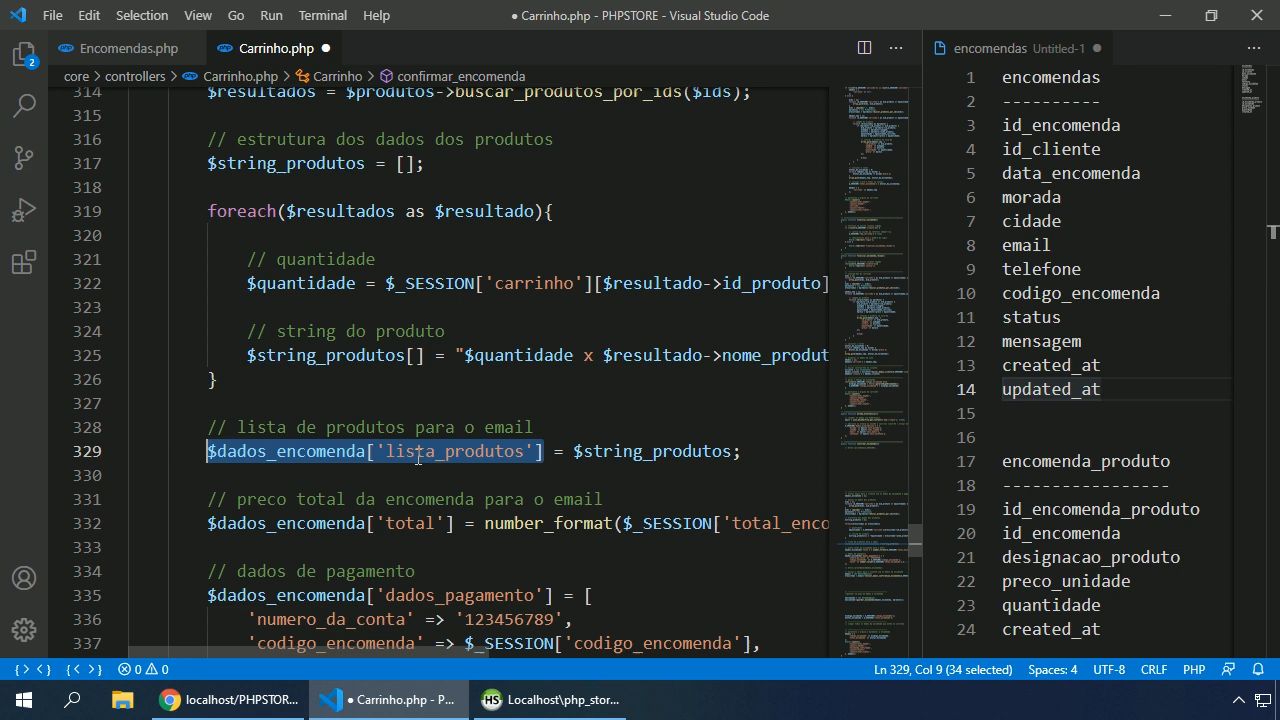 File Edit Selection View Go Run Terminal Help
● Carrinho.php - PHPSTORE - Visual Studio Code
2
php Encomendas.php
php Carrinho.php ●
encomendas Untitled-1 ●
core > controllers > php Carrinho.php > Carrinho > confirmar_encomenda
314 $resultados = $produtos->buscar_produtos_por_ids($ids);
315
316 // estrutura dos dados dos produtos
317 $string_produtos = [];
318
319 foreach($resultados as $resultado){
320
321 // quantidade
322 $quantidade = $_SESSION['carrinho'][$resultado->id_produto]
323
324 // string do produto
325 $string_produtos[] = "$quantidade x $resultado->nome_produt
326 }
327
328 // lista de produtos para o email
329 $dados_encomenda['lista_produtos'] = $string_produtos;
330
331 // preco total da encomenda para o email
332 $dados_encomenda['total'] = number_format($_SESSION['total_enco
333
334 // dados de pagamento
335 $dados_encomenda['dados_pagamento'] = [
336 'numero_da_conta' => '123456789',
337 'codigo_encomenda' $_SESSION['codigo_encomenda'],
1 encomendas
2 ----------
3 id_encomenda
4 id_cliente
5 data_encomenda
6 morada
7 cidade
8 email
9 telefone
10 codigo_encomenda
11 status
12 mensagem
13 created_at
14 updated_at
15
16
17 encomenda_produto
18 -----------------
19 id_encomenda_produto
20 id_encomenda
21 designacao_produto
22 preco_unidade
23 quantidade
24 created_at
0 0
Ln 329, Col 9 (34 selected) Spaces: 4 UTF-8 CRLF PHP
localhost/PHPSTOR...
● Carrinho.php - P...
HS Localhost\php_stor...